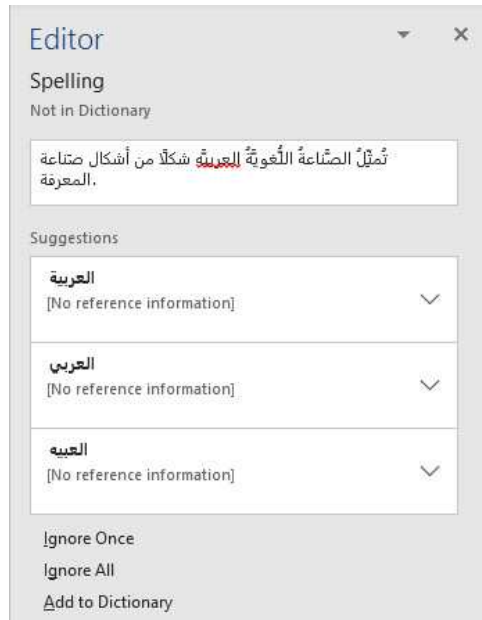 Editor
Spelling
Not in Dictionary
تُمثِّلُ الصَّناعةُ اللُّغويَّةُ العربيَّه شكلًا من أشكال صناعة
المعرفة.
Suggestions
العربية
[No reference information]
العربي
[No reference information]
العبيه
[No reference information]
Ignore Once
Ignore All
Add to Dictionary